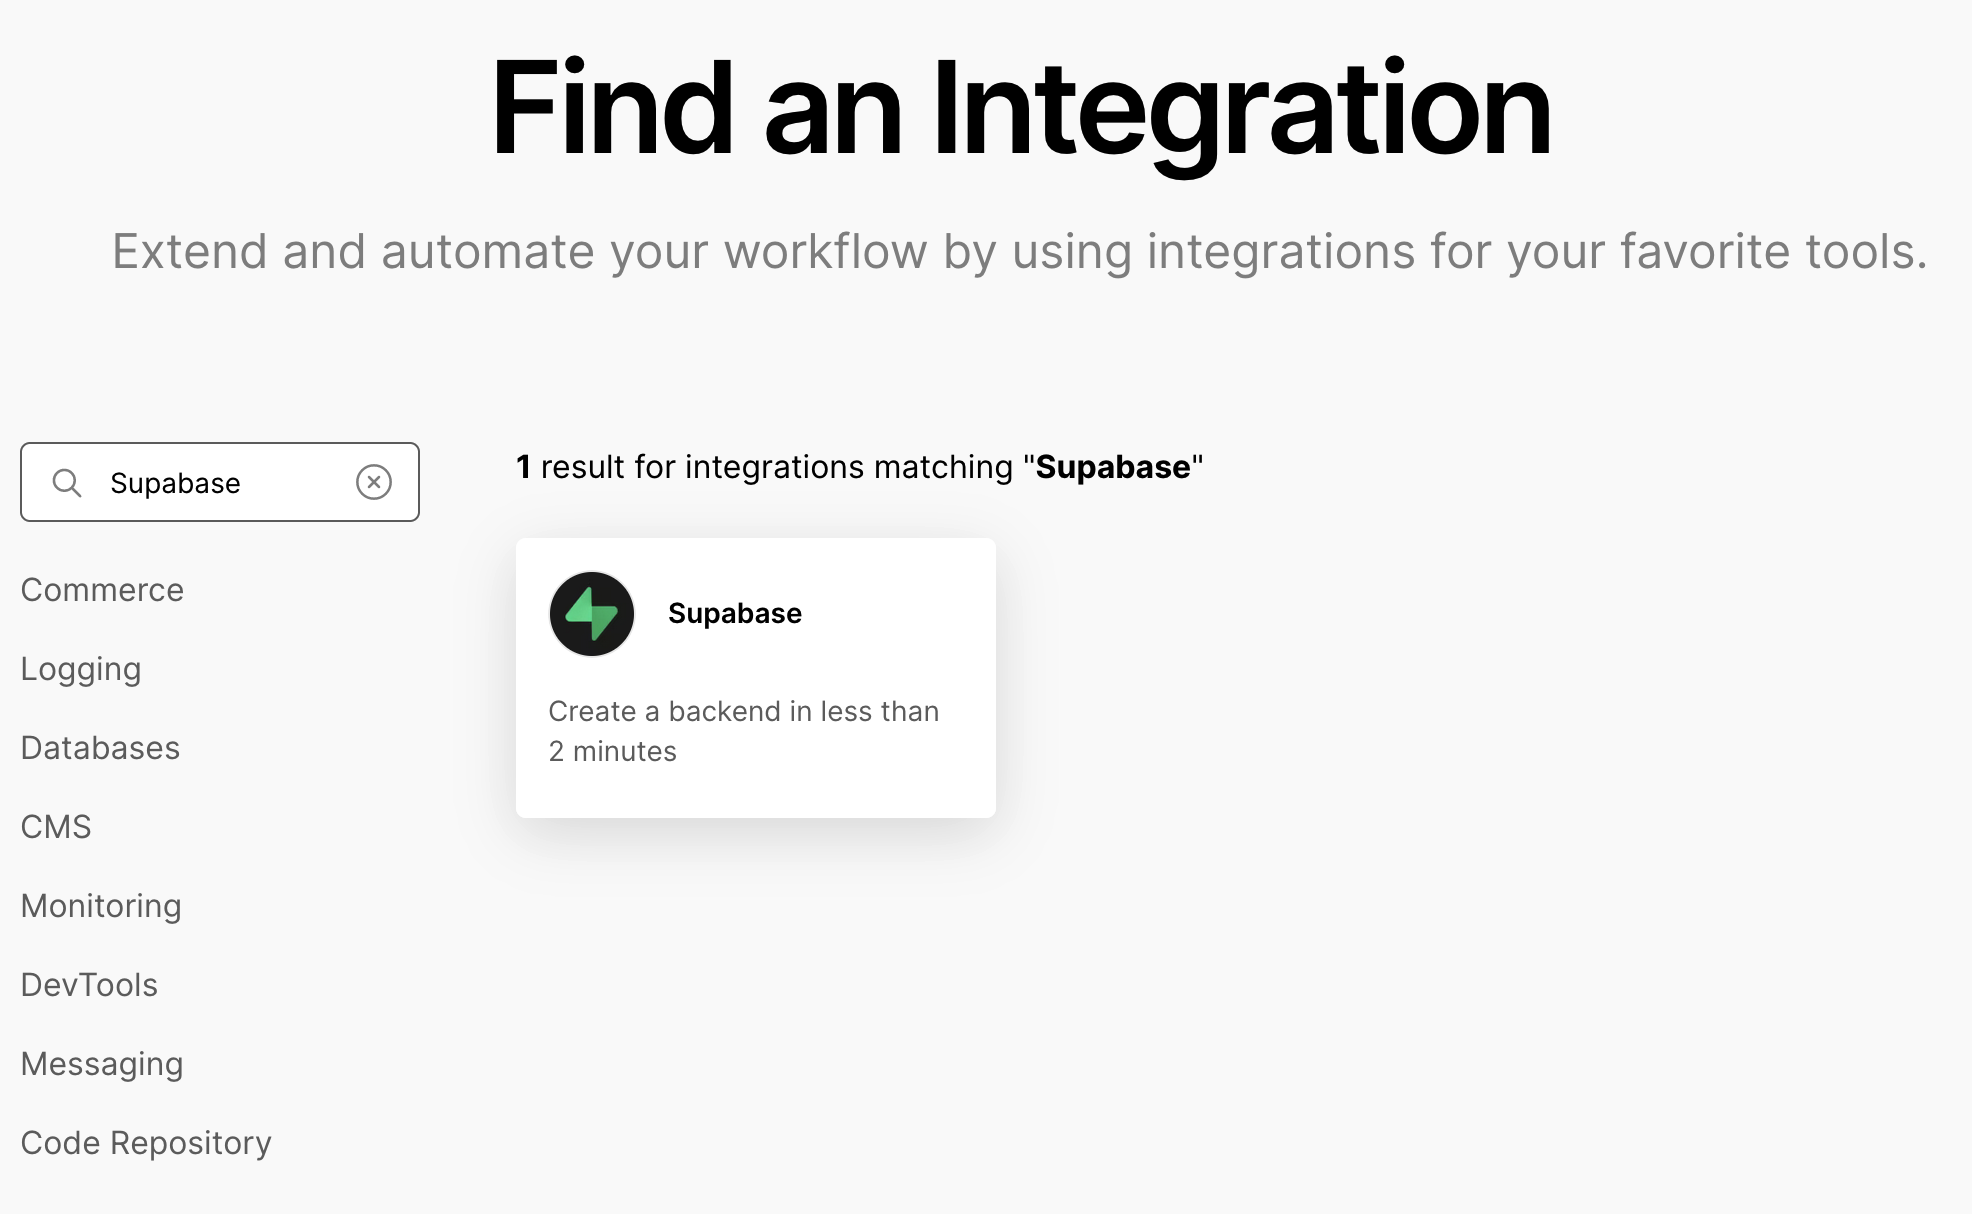 Find an Integration
Extend and automate your workflow by using integrations for your favorite tools.
Supabase
Commerce
Logging
Databases
CMS
Monitoring
DevTools
Messaging
Code Repository
1 result for integrations matching "Supabase"
Supabase
Create a backend in less than
2 minutes